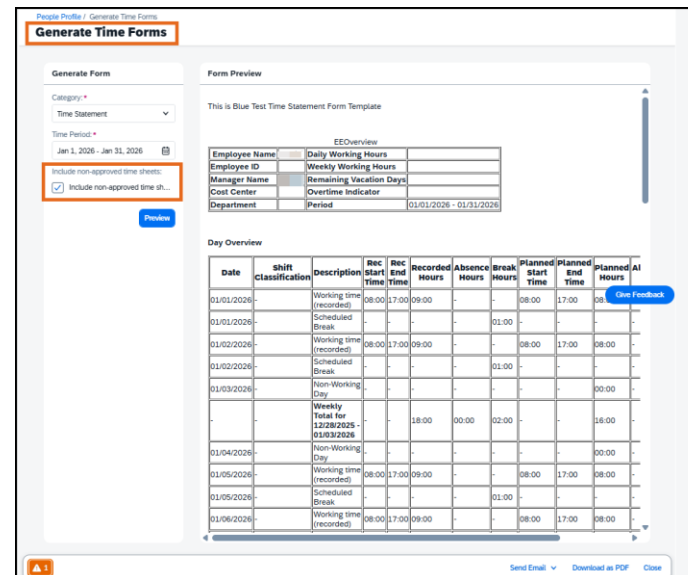 People Profile / Generate Time Forms
Generate Time Forms
Generate Form
Category:*
Time Statement
Time Period:*
Jan 1, 2026 - Jan 31, 2026
Include non-approved time sheets:
Include non-approved time sh...
Preview
Form Preview
This is Blue Test Time Statement Form Template
EEOverview
Employee Name Daily Working Hours
Employee ID Weekly Working Hours
Manager Name Remaining Vacation Days
Cost Center Overtime Indicator
Department Period 01/01/2026 - 01/31/2026
Day Overview
Date Shift Classification Description Rec Start Time Rec End Time Recorded Hours Absence Hours Break Hours Planned Start Time Planned End Time Planned Hours Al
01/01/2026 - Working time (recorded) 08:00 17:00 09:00 - - 08:00 17:00 08:
Give Feedback
01/01/2026 - Scheduled Break - - - - 01:00 - - - -
01/02/2026 - Working time (recorded) 08:00 17:00 09:00 - - 08:00 17:00 08:00 -
01/02/2026 - Scheduled Break - - - - 01:00 - - - -
01/03/2026 - Non-Working Day - - - - - - - 00:00 -
- - Weekly Total for 12/28/2025 - 01/03/2026 - - 18:00 00:00 02:00 - - 16:00 -
01/04/2026 - Non-Working Day - - - - - - - 00:00 -
01/05/2026 - Working time (recorded) 08:00 17:00 09:00 - - 08:00 17:00 08:00 -
01/05/2026 - Scheduled Break - - - - 01:00 - - - -
01/06/2026 - Working time (recorded) 08:00 17:00 09:00 - - 08:00 17:00 08:00 -
1
Send Email Download as PDF Close